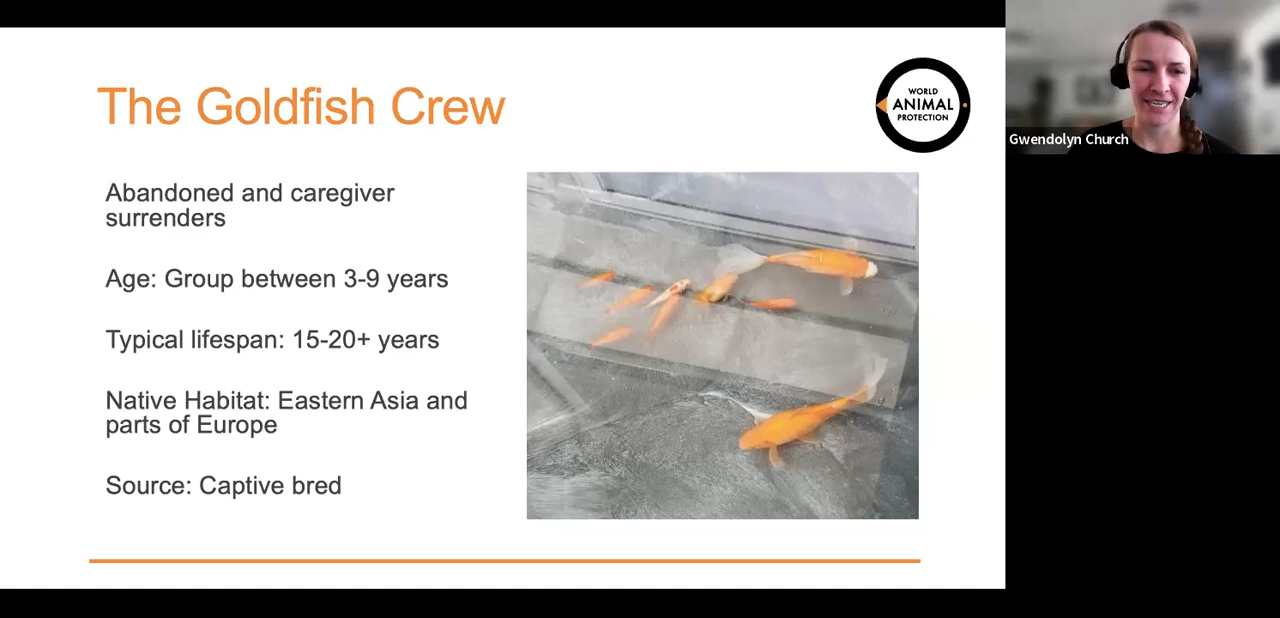 The Goldfish Crew
WORLD
ANIMAL
PROTECTION
Gwendolyn Church
Abandoned and caregiver
surrenders
Age: Group between 3-9 years
Typical lifespan: 15-20+ years
Native Habitat: Eastern Asia and
parts of Europe
Source: Captive bred